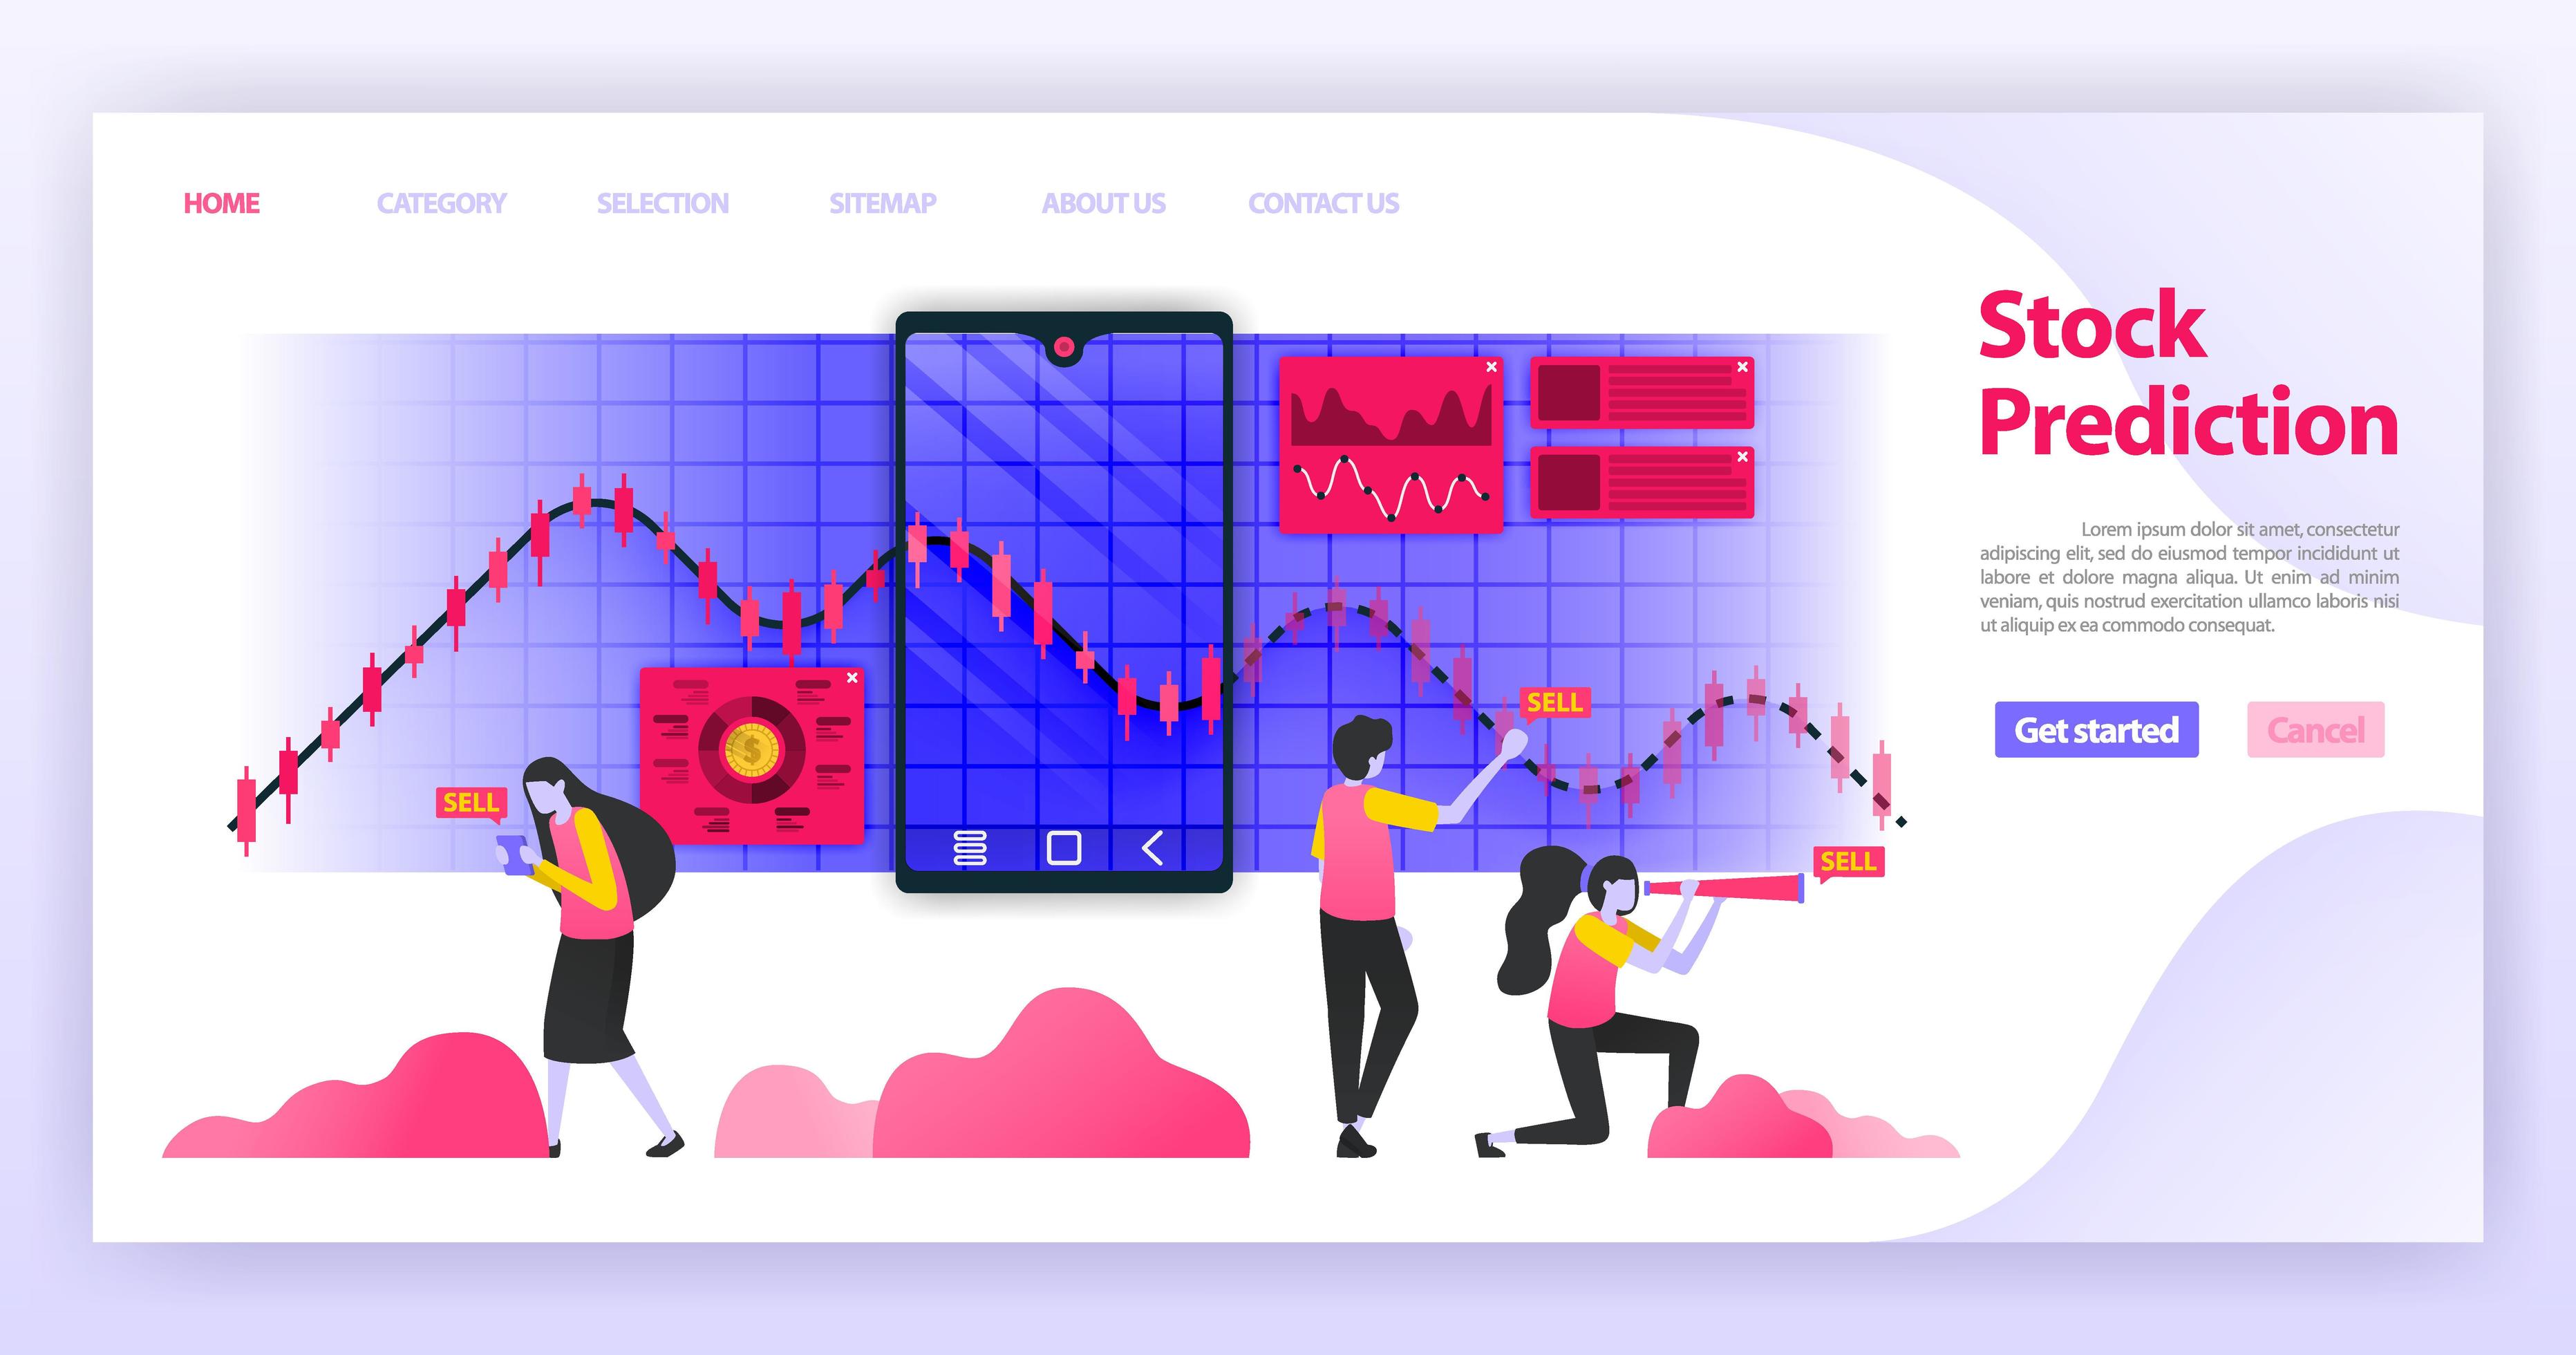 HOME CATEGORY SELECTION SITEMAP ABOUT US CONTACT US
Stock
Prediction
Lorem ipsum dolor sit amet, consectetur
adipiscing elit, sed do eiusmod tempor incididunt ut
labore et dolore magna aliqua. Ut enim ad minim
veniam, quis nostrud exercitation ullamco laboris nisi
ut aliquip ex ea commodo consequat.
Get started Cancel
SELL
SELL
SELL
$